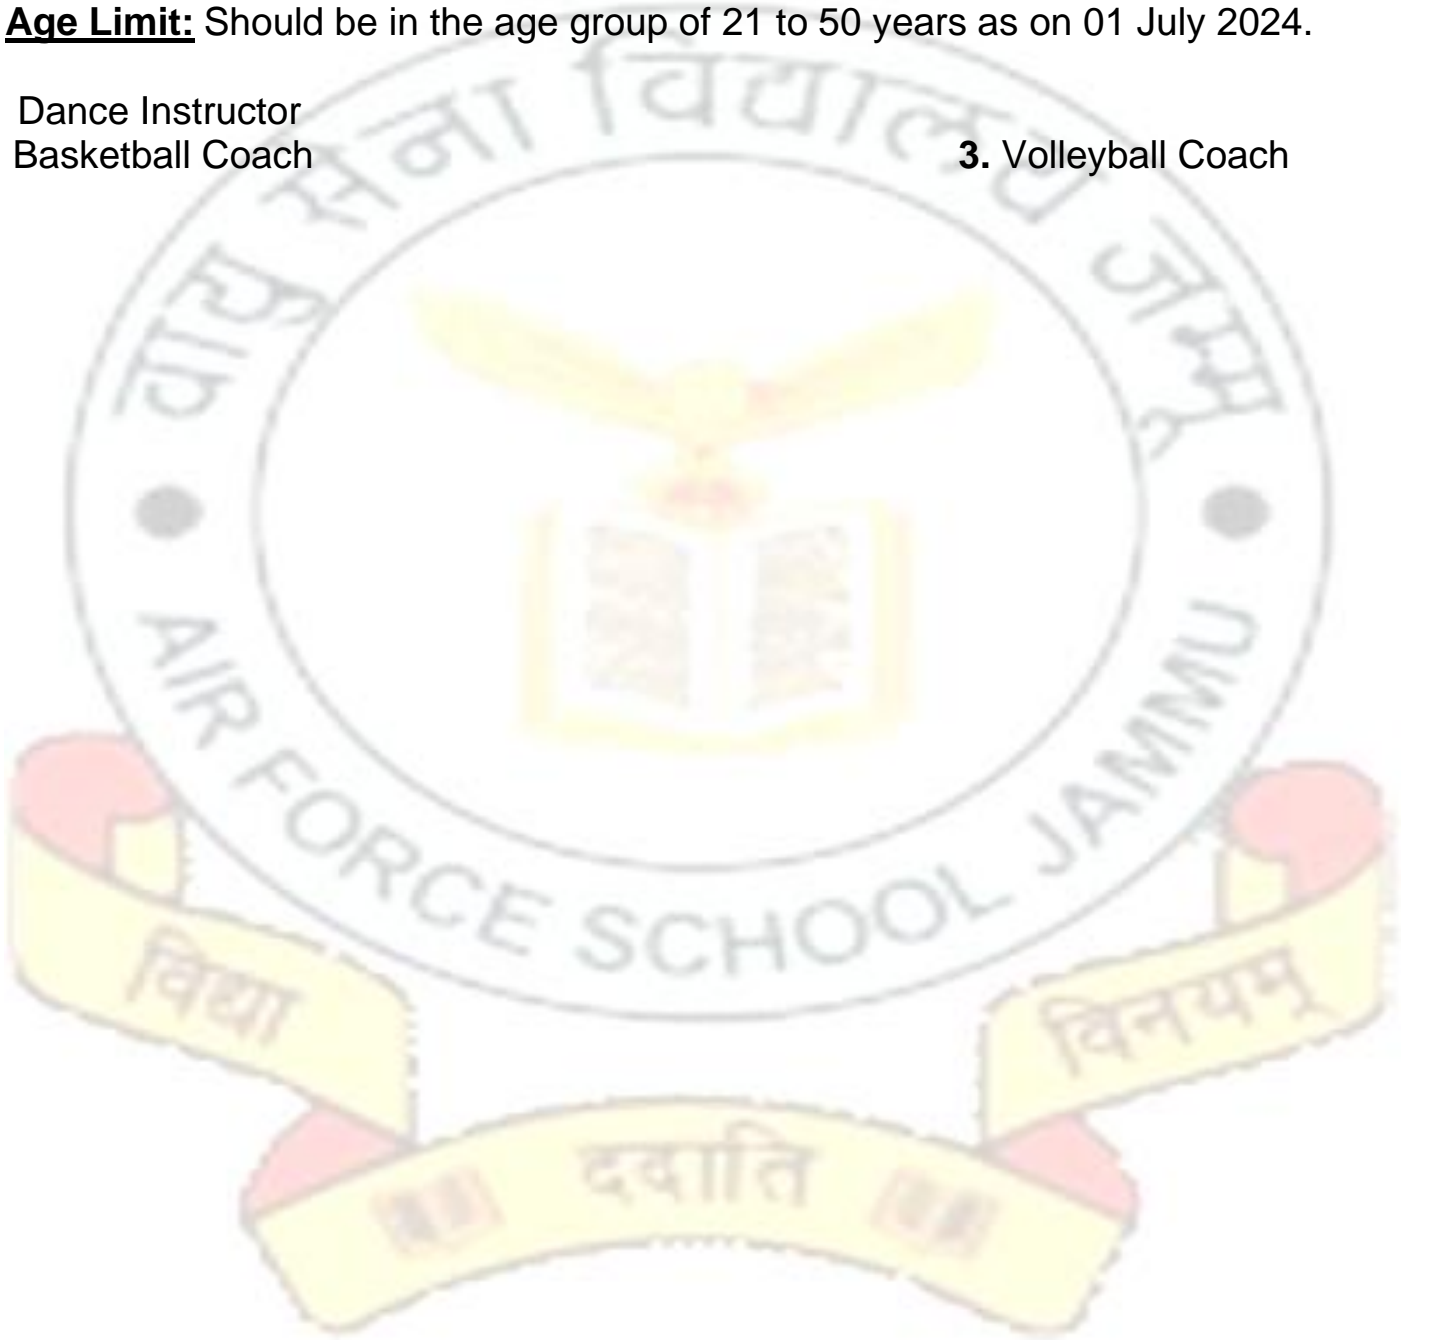 Age Limit: Should be in the age group of 21 to 50 years as on 01 July 2024.
Dance Instructor
Basketball Coach 3. Volleyball Coach
वायु सेना विद्यालय जम्मू
AIR FORCE SCHOOL JAMMU
विद्या
ददाति
विनयम्